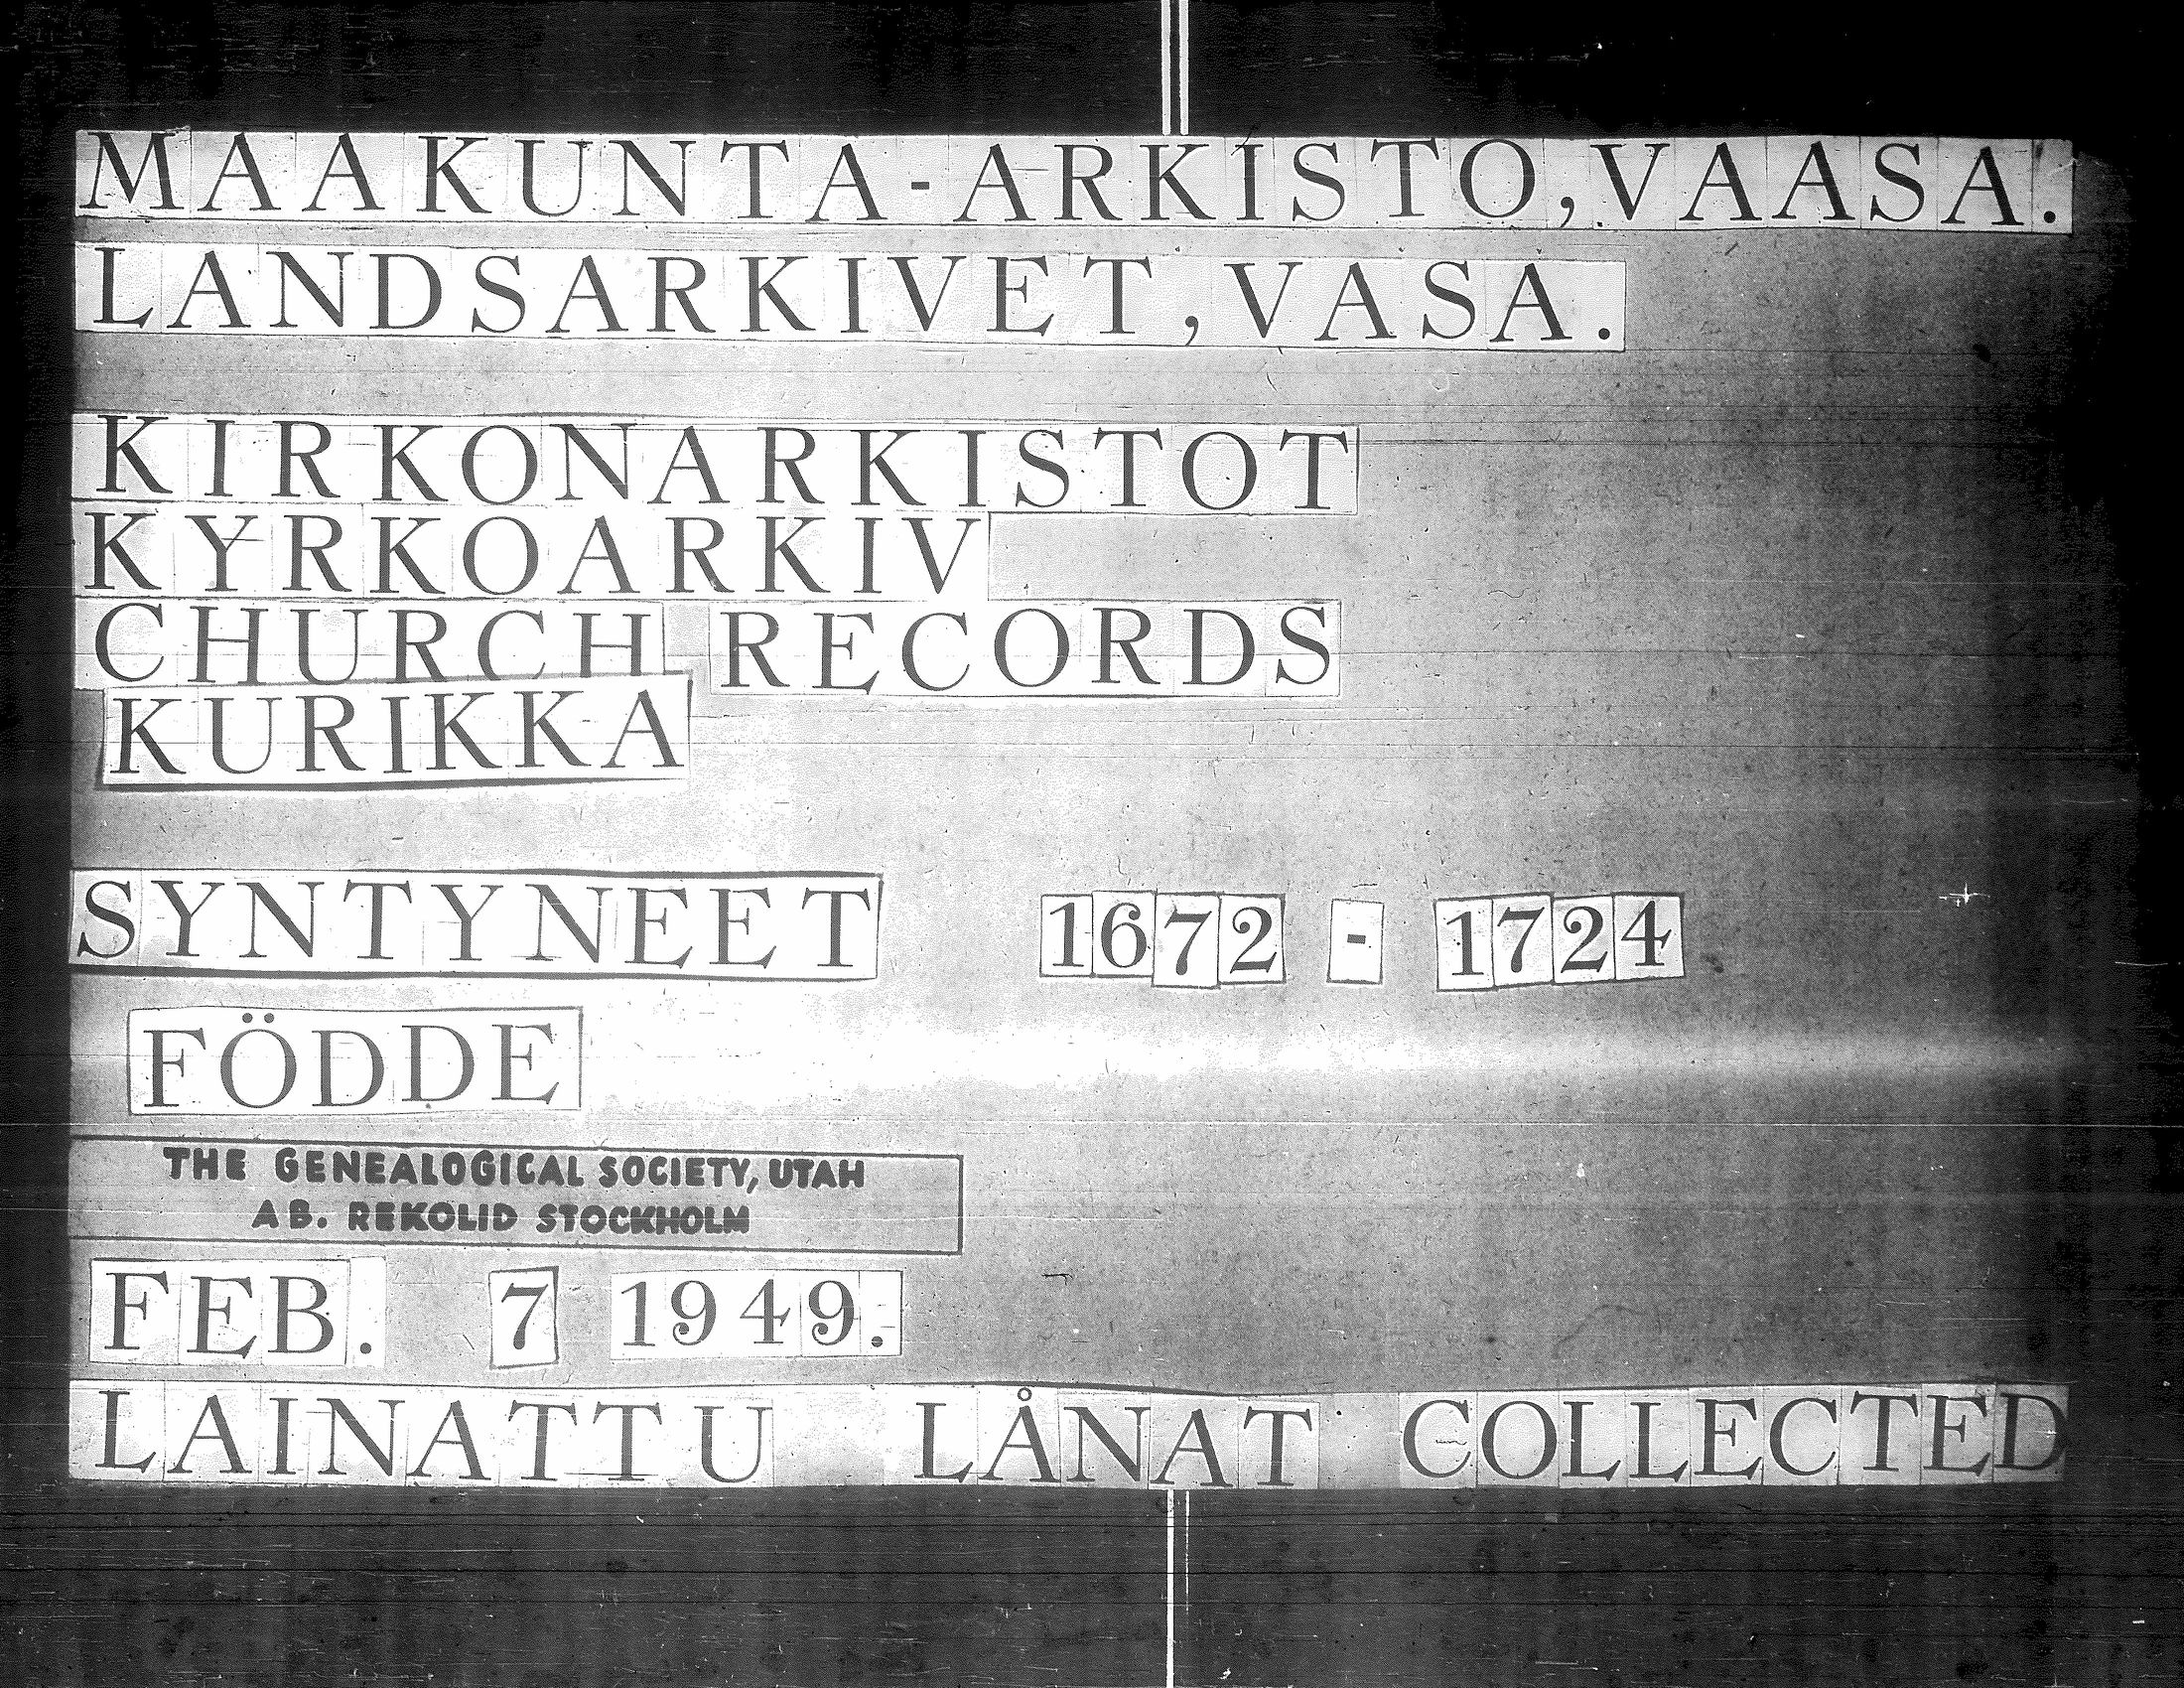 MAAKUNTA-ARKISTO, VAASA.
LANDSARKIVET, VASA.
KIRKONARKISTOT
KYRKOARKIV
CHURCH RECORDS
KURIKKA
SYNTYNEET 1672 - 1724
FÖDDE
THE GENEALOGICAL SOCIETY, UTAH
AB. REKOLID STOCKHOLM
FEB. 7 1949.
LAINATTU LÅNAT COLLECTED